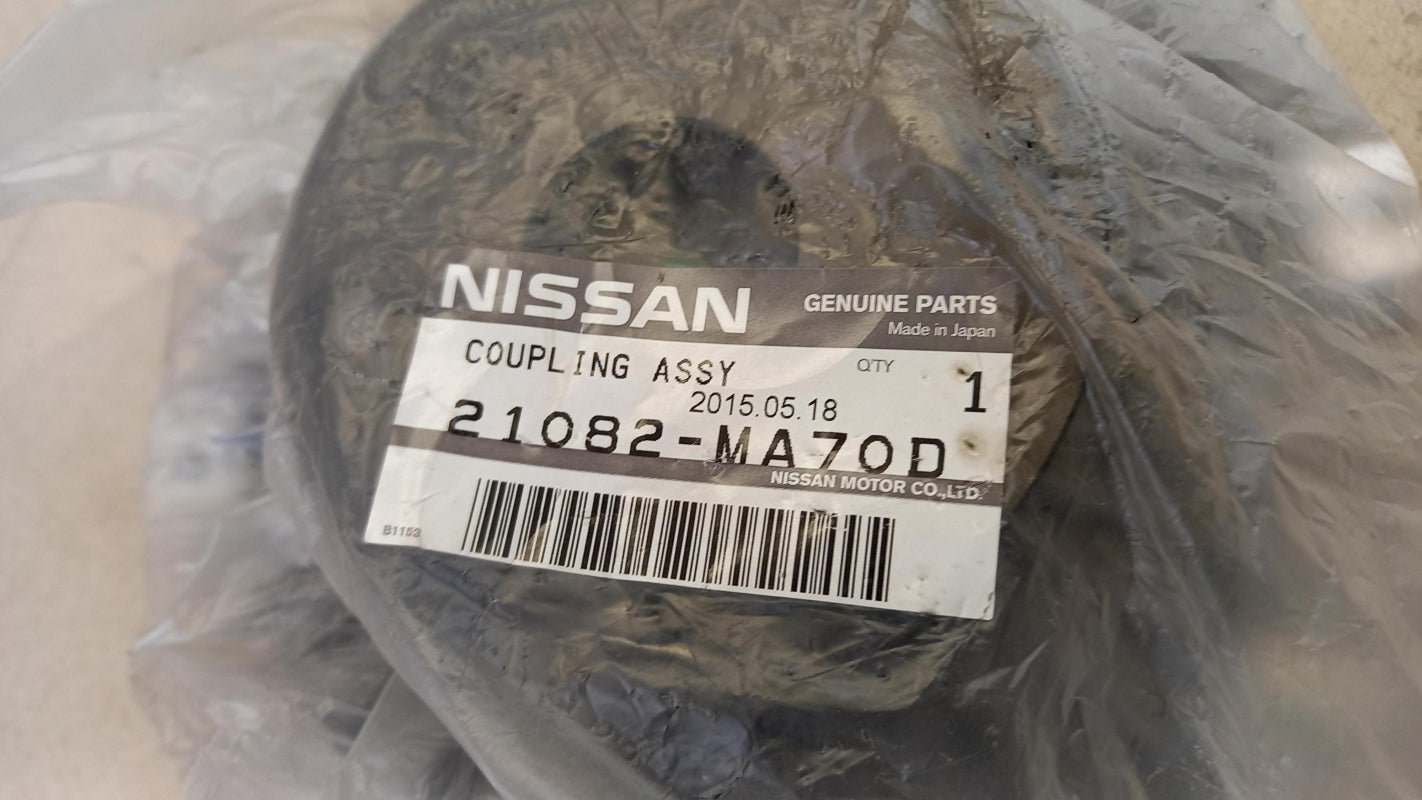 NISSAN
GENUINE PARTS
Made in Japan
COUPLING ASSY
Q'TY
1
2015.05.18
21082-MA70D
NISSAN MOTOR CO.,LTD.
B1153